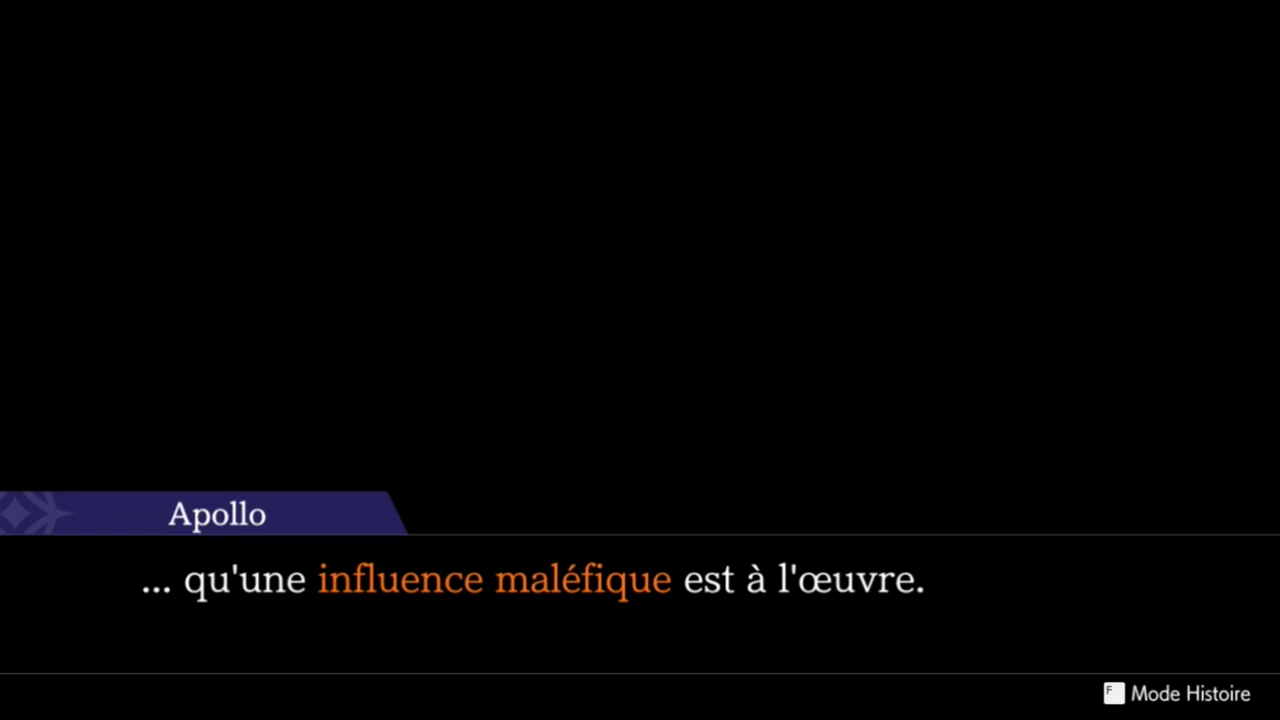 Apollo
... qu'une influence maléfique est à l'œuvre.
F Mode Histoire